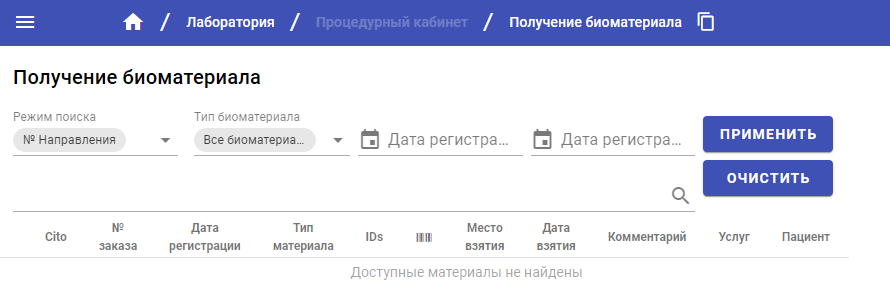 / Лаборатория / Процедурный кабинет / Получение биоматериала
Получение биоматериала
Режим поиска
№ Направления
Тип биоматериала
Все биоматериа...
Дата регистра...
Дата регистра...
ПРИМЕНИТЬ
ОЧИСТИТЬ
Cito
№
заказа
Дата
регистрации
Тип
материала
IDs
Место
взятия
Дата
взятия
Комментарий
Услуг
Пациент
Доступные материалы не найдены